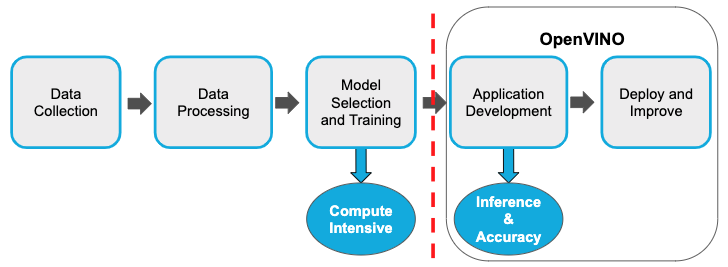 OpenVINO
Data
Collection
Data
Processing
Model
Selection
and Training
Application
Development
Deploy and
Improve
Compute
Intensive
Inference
&
Accuracy